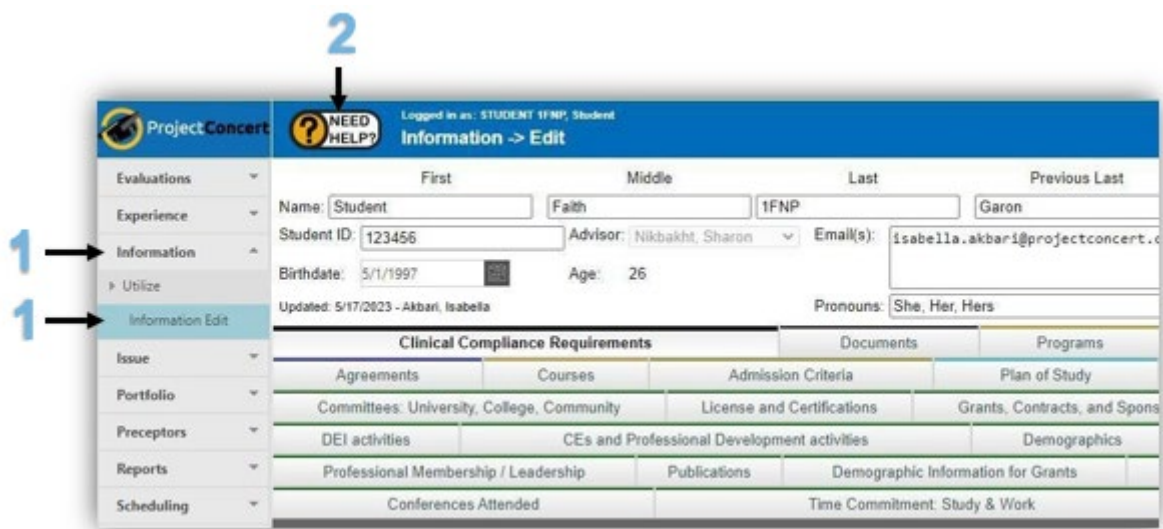 2
ProjectConcert
NEED HELP?
Logged in as: STUDENT 1FNP, Student
Information -> Edit
1
1
Evaluations
Experience
Information
Utilize
Information Edit
Issue
Portfolio
Preceptors
Reports
Scheduling
First Middle Last Previous Last
Name: Student Faith 1FNP Garon
Student ID: 123456 Advisor: Nikbakht, Sharon Email(s): isabella.akbari@projectconcert.c
Birthdate: 5/1/1997 Age: 26
Updated: 5/17/2023 - Akbari, Isabella Pronouns: She, Her, Hers
Clinical Compliance Requirements Documents Programs
Agreements Courses Admission Criteria Plan of Study
Committees: University, College, Community License and Certifications Grants, Contracts, and Spons
DEI activities CEs and Professional Development activities Demographics
Professional Membership / Leadership Publications Demographic Information for Grants
Conferences Attended Time Commitment: Study & Work